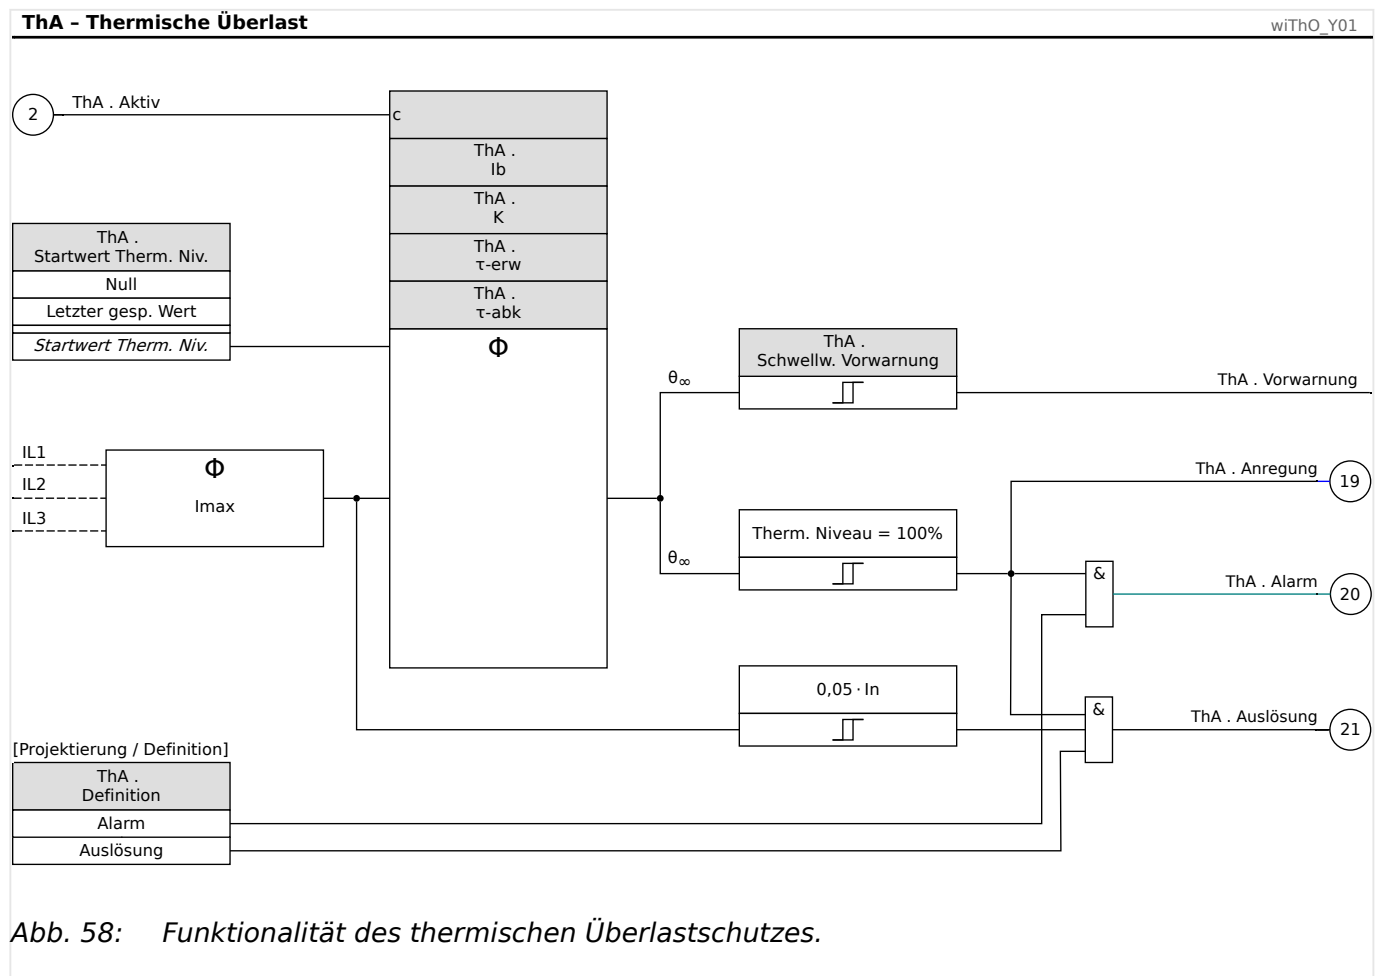 ThA – Thermische Überlast
wiThO_Y01
2
ThA . Aktiv
c
ThA .
Ib
ThA .
K
ThA .
τ-erw
ThA .
τ-abk
Φ
ThA .
Startwert Therm. Niv.
Null
Letzter gesp. Wert
Startwert Therm. Niv.
IL1
IL2
IL3
Φ
Imax
θ∞
ThA .
Schwellw. Vorwarnung
ThA . Vorwarnung
θ∞
Therm. Niveau = 100%
ThA . Anregung
19
&
ThA . Alarm
20
0,05 · In
&
ThA . Auslösung
21
[Projektierung / Definition]
ThA .
Definition
Alarm
Auslösung
Abb. 58: Funktionalität des thermischen Überlastschutzes.